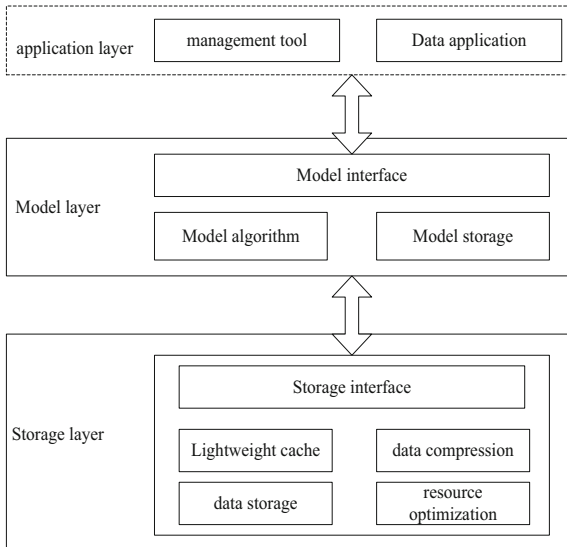 application layer
management tool
Data application
Model layer
Model interface
Model algorithm
Model storage
Storage layer
Storage interface
Lightweight cache
data compression
data storage
resource
optimization